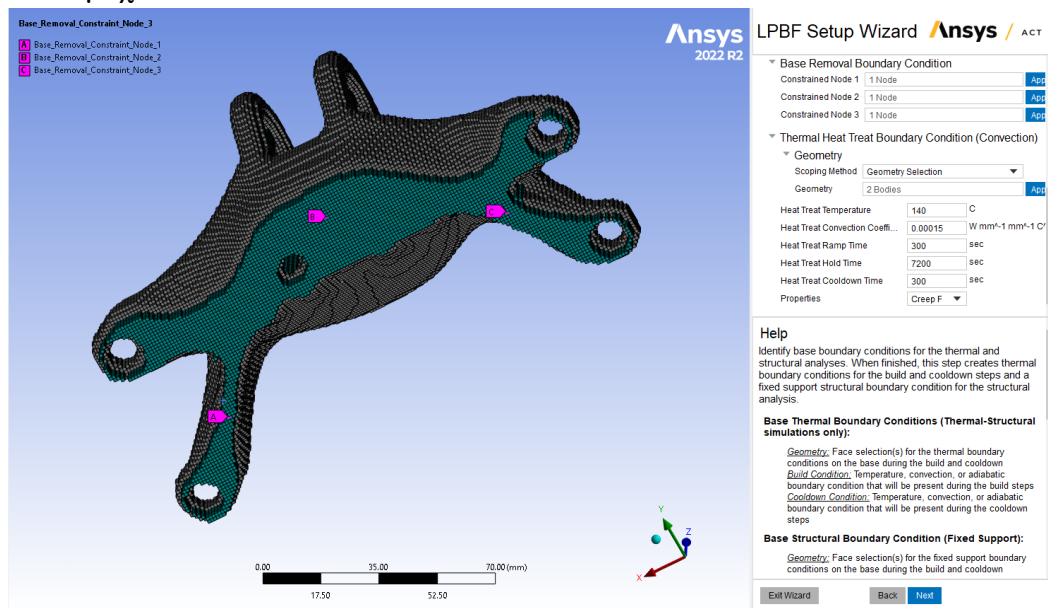 Base_Removal_Constraint_Node_3
A Base_Removal_Constraint_Node_1
B Base_Removal_Constraint_Node_2
C Base_Removal_Constraint_Node_3
Ansys
2022 R2
B
C
A
Y
Z
X
0.00 35.00 70.00 (mm)
17.50 52.50
LPBF Setup Wizard Ansys / ACT
Base Removal Boundary Condition
Constrained Node 1 1 Node App
Constrained Node 2 1 Node App
Constrained Node 3 1 Node App
Thermal Heat Treat Boundary Condition (Convection)
Geometry
Scoping Method Geometry Selection
Geometry 2 Bodies App
Heat Treat Temperature 140 C
Heat Treat Convection Coeffi... 0.00015 W mm^-1 mm^-1 C^
Heat Treat Ramp Time 300 sec
Heat Treat Hold Time 7200 sec
Heat Treat Cooldown Time 300 sec
Properties Creep F
Help
Identify base boundary conditions for the thermal and
structural analyses. When finished, this step creates thermal
boundary conditions for the build and cooldown steps and a
fixed support structural boundary condition for the structural
analysis.
Base Thermal Boundary Conditions (Thermal-Structural
simulations only):
Geometry: Face selection(s) for the thermal boundary
conditions on the base during the build and cooldown
Build Condition: Temperature, convection, or adiabatic
boundary condition that will be present during the build steps
Cooldown Condition: Temperature, convection, or adiabatic
boundary condition that will be present during the cooldown
steps
Base Structural Boundary Condition (Fixed Support):
Geometry: Face selection(s) for the fixed support boundary
conditions on the base during the build and cooldown
Exit Wizard Back Next